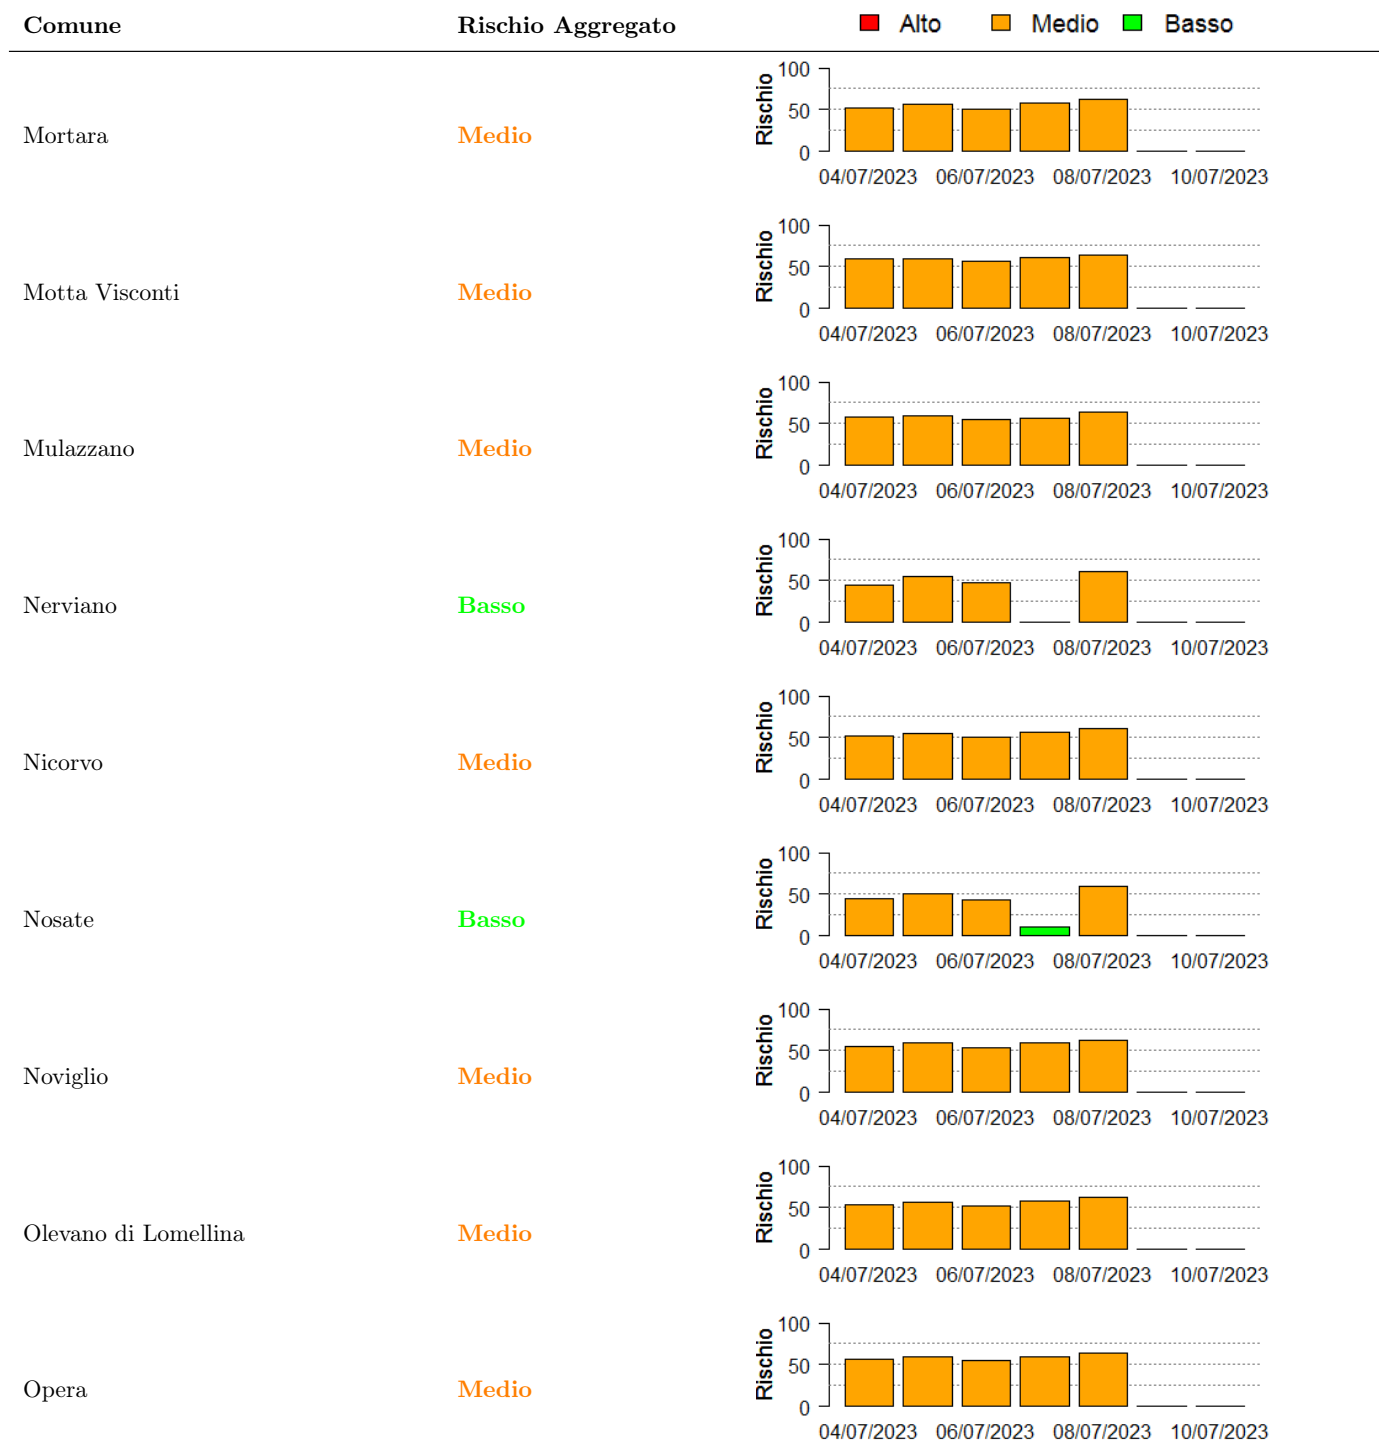 Comune Rischio Aggregato Alto Medio Basso
100
Rischio
50
Mortara Medio
0
04/07/2023 06/07/2023 08/07/2023 10/07/2023
100
Rischio
50
Motta Visconti Medio
0
04/07/2023 06/07/2023 08/07/2023 10/07/2023
100
Rischio
50
Mulazzano Medio
0
04/07/2023 06/07/2023 08/07/2023 10/07/2023
100
Rischio
50
Nerviano Basso
0
04/07/2023 06/07/2023 08/07/2023 10/07/2023
100
Rischio
50
Nicorvo Medio
0
04/07/2023 06/07/2023 08/07/2023 10/07/2023
100
Rischio
50
Nosate Basso
0
04/07/2023 06/07/2023 08/07/2023 10/07/2023
100
Rischio
50
Noviglio Medio
0
04/07/2023 06/07/2023 08/07/2023 10/07/2023
100
Rischio
50
Olevano di Lomellina Medio
0
04/07/2023 06/07/2023 08/07/2023 10/07/2023
100
Rischio
50
Opera Medio
0
04/07/2023 06/07/2023 08/07/2023 10/07/2023